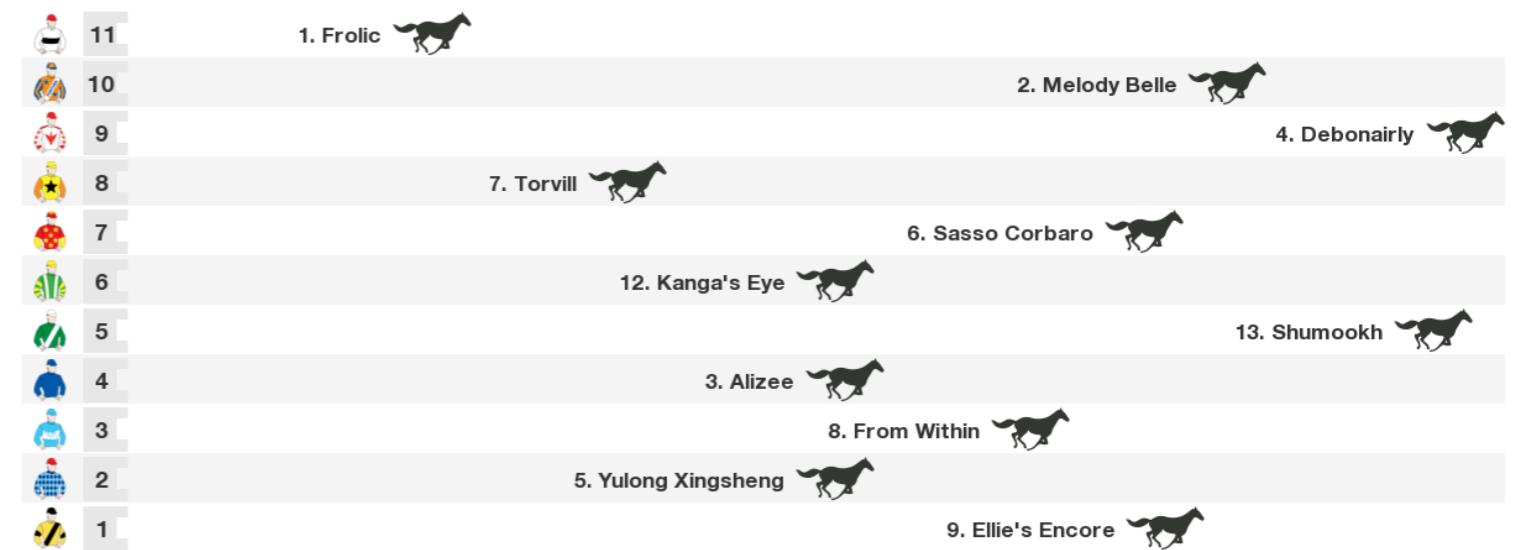 11 1. Frolic
10 2. Melody Belle
9 4. Debonairly
8 7. Torvill
7 6. Sasso Corbaro
6 12. Kanga's Eye
5 13. Shumookh
4 3. Alizee
3 8. From Within
2 5. Yulong Xingsheng
1 9. Ellie's Encore